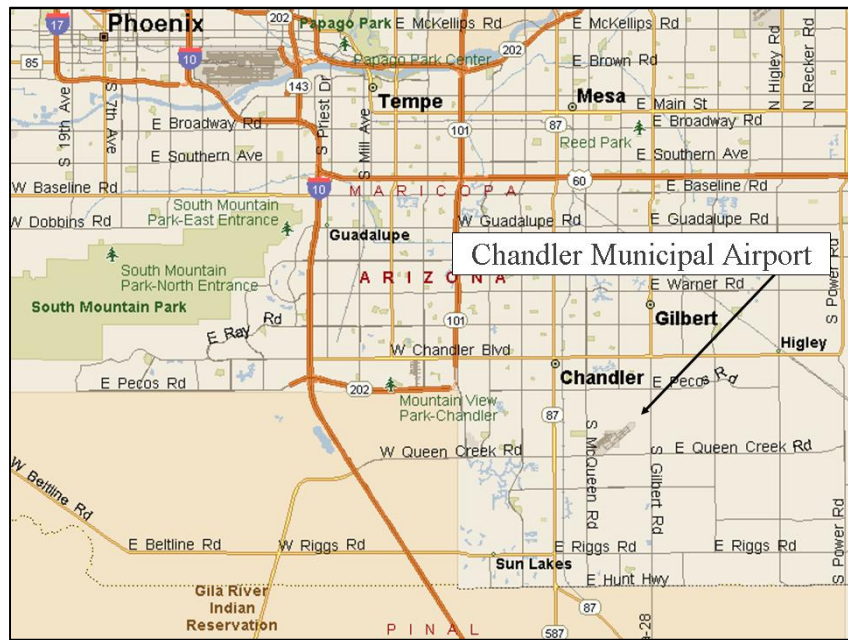 17
Phoenix
202
Papago Park
E McKellips Rd
E McKellips Rd
10
Papago Park Center
202
E Brown Rd
N Higley Rd
N Recker Rd
85
S 19th Ave
S 7th Ave
143
S Priest Dr
Tempe
Mesa
E Main St
E Broadway Rd
S Mill Ave
101
87
E Broadway Rd
E Southern Ave
Reed Park
E Southern Ave
W Baseline Rd
10
MARICOPA
60
E Baseline Rd
W Dobbins Rd
South Mountain
Park-East Entrance
Guadalupe
W Guadalupe Rd
E Guadalupe Rd
Chandler Municipal Airport
South Mountain
Park-North Entrance
ARIZONA
E Warner Rd
S Power Rd
South Mountain Park
E Ray Rd
101
Gilbert
Higley
W Chandler Blvd
E Pecos Rd
202
Chandler
E Pecos Rd
Mountain View
Park-Chandler
87
S McQueen Rd
S Gilbert Rd
W Queen Creek Rd
E Queen Creek Rd
W Beltline Rd
E Beltline Rd
W Riggs Rd
E Riggs Rd
E Riggs Rd
S Power Rd
Sun Lakes
E Hunt Hwy
Gila River
Indian
Reservation
87
PINAL
587
a-28